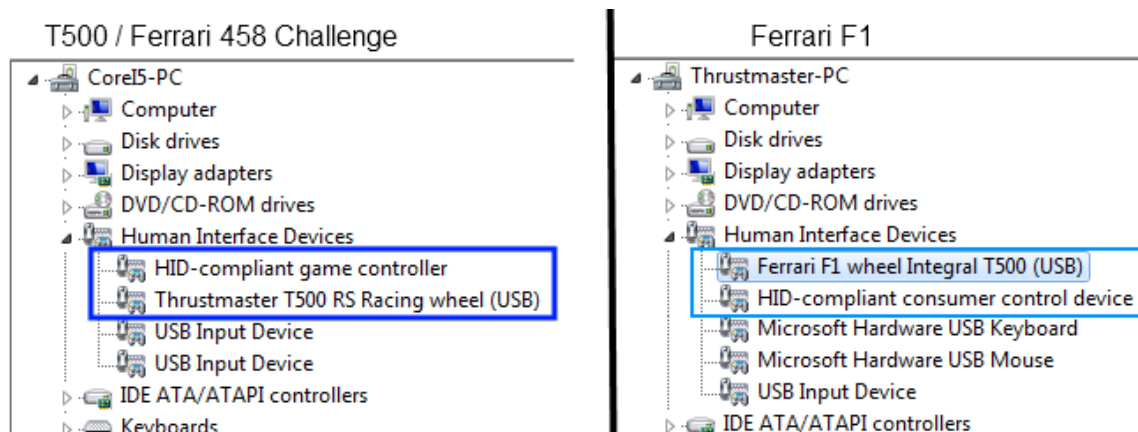 T500 / Ferrari 458 Challenge
CoreI5-PC
Computer
Disk drives
Display adapters
DVD/CD-ROM drives
Human Interface Devices
HID-compliant game controller
Thrustmaster T500 RS Racing wheel (USB)
USB Input Device
USB Input Device
IDE ATA/ATAPI controllers
Keyboards
Ferrari F1
Thrustmaster-PC
Computer
Disk drives
Display adapters
DVD/CD-ROM drives
Human Interface Devices
Ferrari F1 wheel Integral T500 (USB)
HID-compliant consumer control device
Microsoft Hardware USB Keyboard
Microsoft Hardware USB Mouse
USB Input Device
IDE ATA/ATAPI controllers